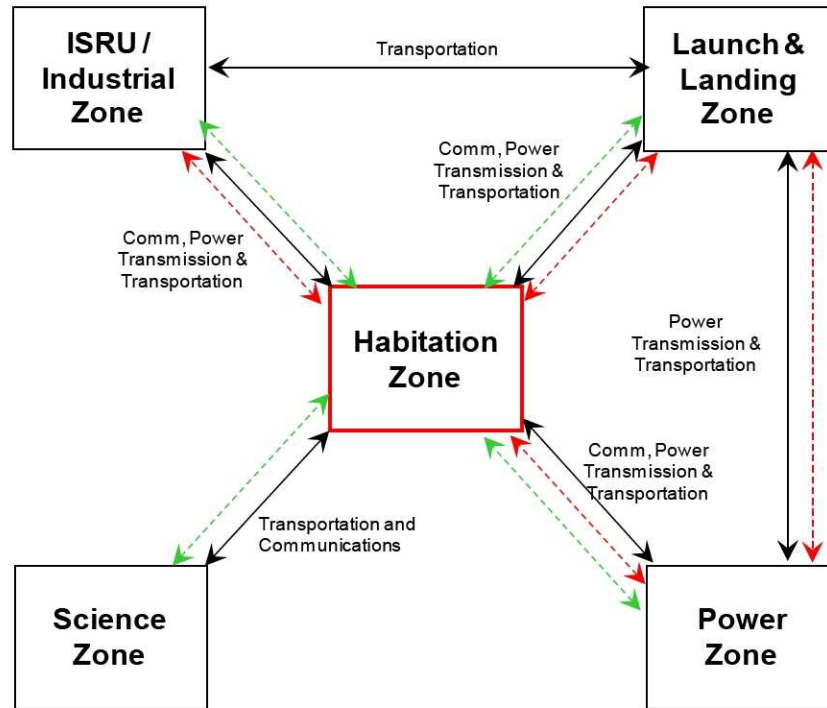 ISRU /
Industrial
Zone
Transportation
Launch &
Landing
Zone
Comm, Power
Transmission &
Transportation
Comm, Power
Transmission &
Transportation
Habitation
Zone
Power
Transmission &
Transportation
Comm, Power
Transmission &
Transportation
Transportation and
Communications
Science
Zone
Power
Zone